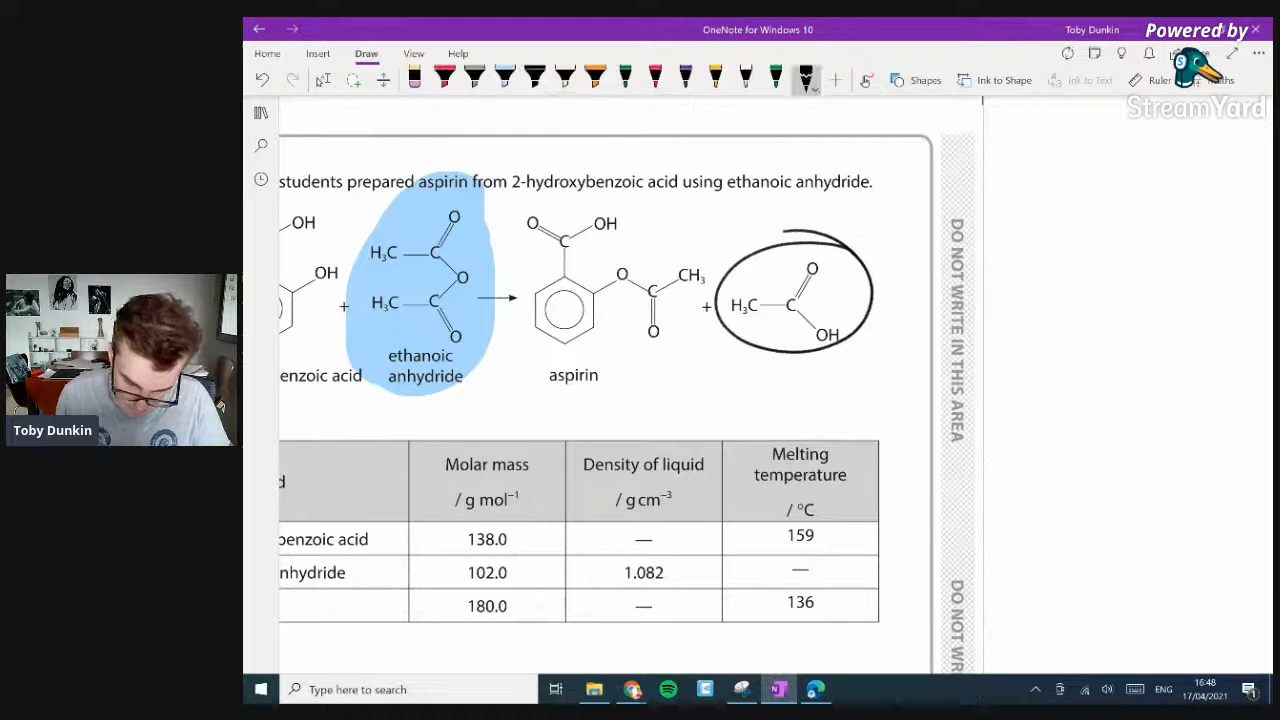 OneNote for Windows 10
Toby Dunkin
Powered by
StreamYard
Home Insert Draw View Help
Shapes Ink to Shape Ink to Text Ruler
students prepared aspirin from 2-hydroxybenzoic acid using ethanoic anhydride.
OH
OH
+
O
H₃C C
O
H₃C C
O
ethanoic
anhydride
enzoic acid
O OH
C
O CH₃
C
O
aspirin
+
O
H₃C C
OH
DO NOT WRITE IN THIS AREA
DO NOT WR
d Molar mass / g mol⁻¹ Density of liquid / g cm⁻³ Melting temperature / °C
benzoic acid 138.0 — 159
nhydride 102.0 1.082 —
180.0 — 136
Toby Dunkin
Type here to search
ENG
16:48
17/04/2021